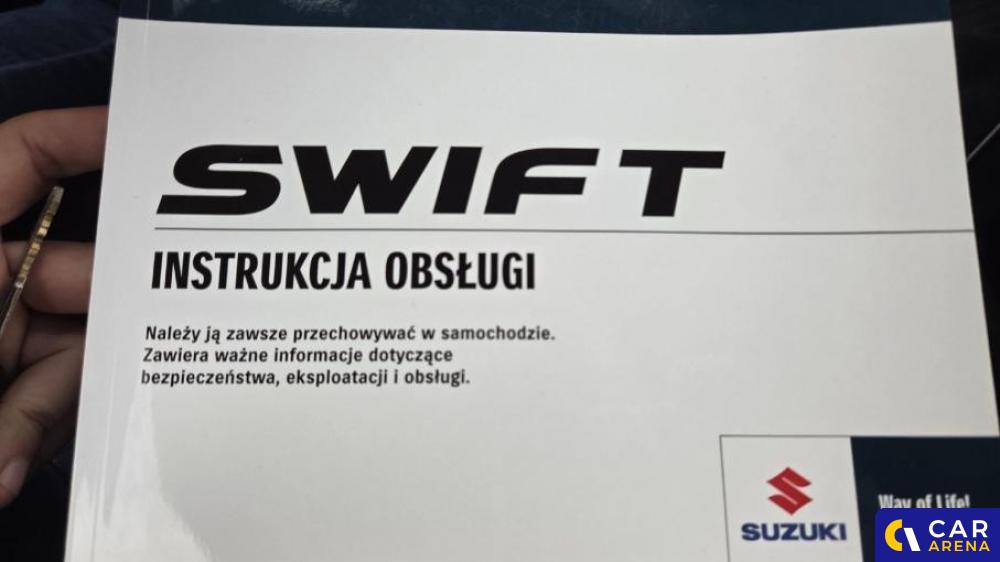 SWIFT
INSTRUKCJA OBSŁUGI
Należy ją zawsze przechowywać w samochodzie.
Zawiera ważne informacje dotyczące
bezpieczeństwa, eksploatacji i obsługi.
Way of Life!
SUZUKI
CAR
ARENA